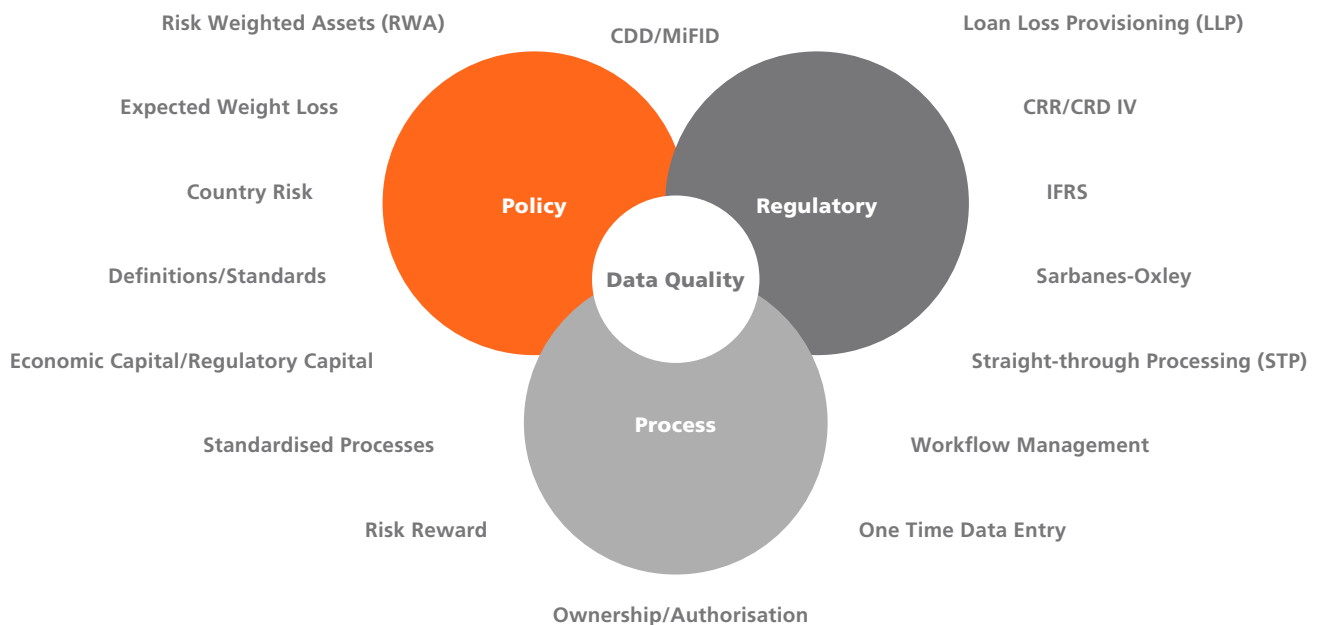 Risk Weighted Assets (RWA)
CDD/MiFID
Loan Loss Provisioning (LLP)
Expected Weight Loss
CRR/CRD IV
Country Risk
Policy
Regulatory
IFRS
Definitions/Standards
Data Quality
Sarbanes-Oxley
Economic Capital/Regulatory Capital
Straight-through Processing (STP)
Process
Standardised Processes
Workflow Management
Risk Reward
One Time Data Entry
Ownership/Authorisation